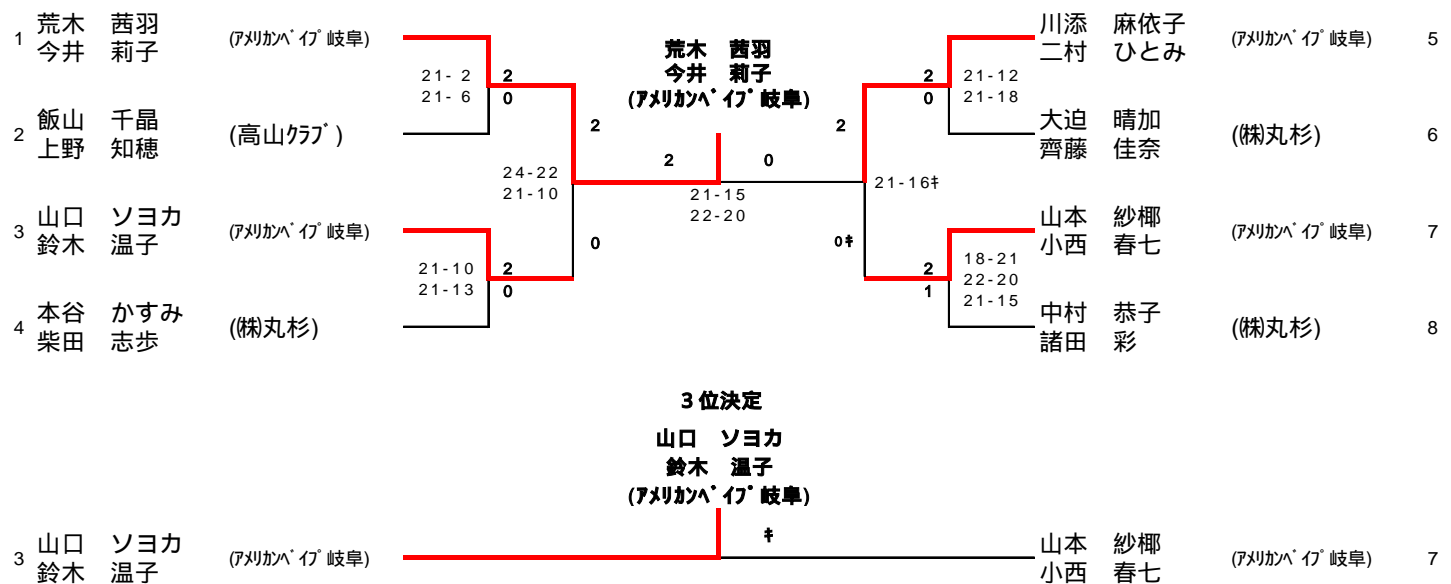 1 荒木　茜羽
今井　莉子 (ｱﾒﾘｶﾝﾍﾞｲﾌﾟ岐阜)
21- 2
21- 6
2
0
2 飯山　千晶
上野　知穂 (高山ｸﾗﾌﾞ)
2
24-22
21-10
0
3 山口　ソヨカ
鈴木　温子 (ｱﾒﾘｶﾝﾍﾞｲﾌﾟ岐阜)
21-10
21-13
2
0
4 本谷　かすみ
柴田　志歩 (㈱丸杉)
荒木　茜羽
今井　莉子
(ｱﾒﾘｶﾝﾍﾞｲﾌﾟ岐阜)
2 0
21-15
22-20
川添　麻依子
二村　ひとみ (ｱﾒﾘｶﾝﾍﾞｲﾌﾟ岐阜) 5
2
0
21-12
21-18
大迫　晴加
齊藤　佳奈 (㈱丸杉) 6
2
21-16ｷ
0ｷ
山本　紗椰
小西　春七 (ｱﾒﾘｶﾝﾍﾞｲﾌﾟ岐阜) 7
2
1
18-21
22-20
21-15
中村　恭子
諸田　彩 (㈱丸杉) 8
３位決定
山口　ソヨカ
鈴木　温子
(ｱﾒﾘｶﾝﾍﾞｲﾌﾟ岐阜)
ｷ
3 山口　ソヨカ
鈴木　温子 (ｱﾒﾘｶﾝﾍﾞｲﾌﾟ岐阜)
山本　紗椰
小西　春七 (ｱﾒﾘｶﾝﾍﾞｲﾌﾟ岐阜) 7